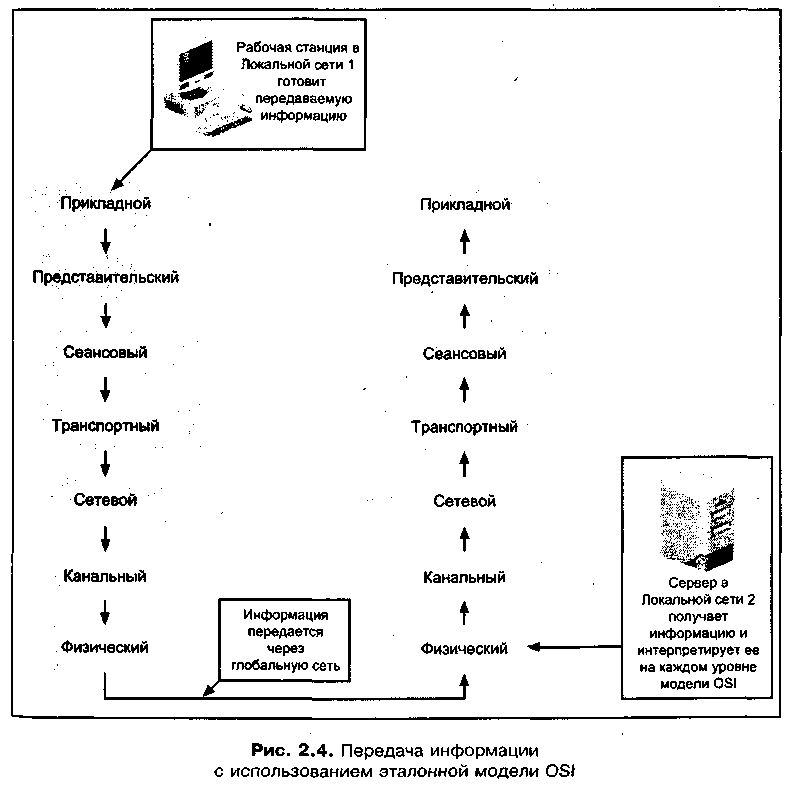 Рабочая станция в
Локальной сети 1
готовит
передаваемую
информацию
Прикладной
Представительский
Сеансовый
Транспортный
Сетевой
Канальный
Физический
Информация
передается
через
глобальную сеть
Прикладной
Представительский
Сеансовый
Транспортный
Сетевой
Канальный
Физический
Сервер в
Локальной сети 2
получает
информацию и
интерпретирует ее
на каждом уровне
модели OSI
Рис. 2.4. Передача информации
с использованием эталонной модели OSI